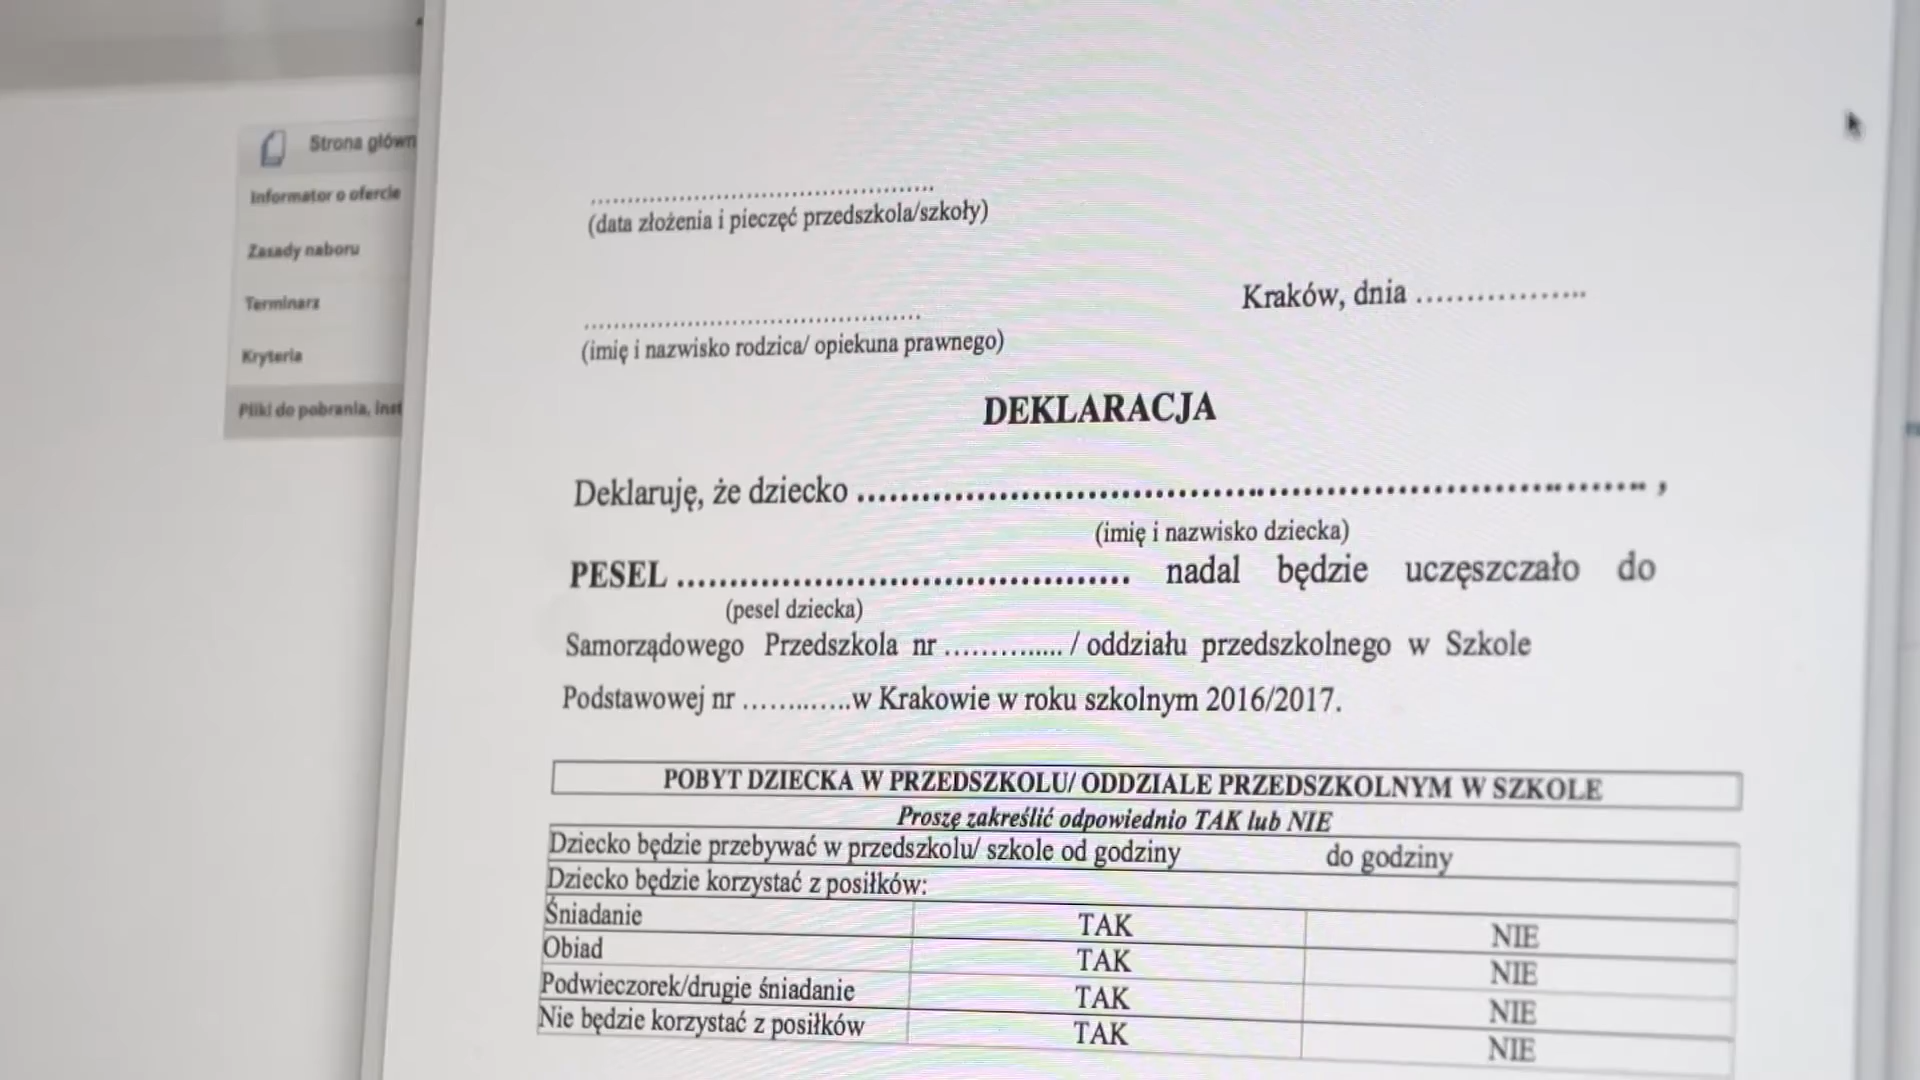 Strona główn
Informator o ofercie
Zasady naboru
Terminarz
Kryteria
Pliki do pobrania, inst
..............................................
(data złożenia i pieczęć przedszkola/szkoły)
Kraków, dnia ......................
..............................................
(imię i nazwisko rodzica/ opiekuna prawnego)
DEKLARACJA
Deklaruję, że dziecko ................................................................................ ,
(imię i nazwisko dziecka)
PESEL ............................................ nadal będzie uczęszczało do
(pesel dziecka)
Samorządowego Przedszkola nr ................ / oddziału przedszkolnego w Szkole
Podstawowej nr ..............w Krakowie w roku szkolnym 2016/2017.
POBYT DZIECKA W PRZEDSZKOLU/ ODDZIALE PRZEDSZKOLNYM W SZKOLE
Proszę zakreślić odpowiednio TAK lub NIE
Dziecko będzie przebywać w przedszkolu/ szkole od godziny do godziny
Dziecko będzie korzystać z posiłków:
Śniadanie TAK NIE
Obiad TAK NIE
Podwieczorek/drugie śniadanie TAK NIE
Nie będzie korzystać z posiłków TAK NIE